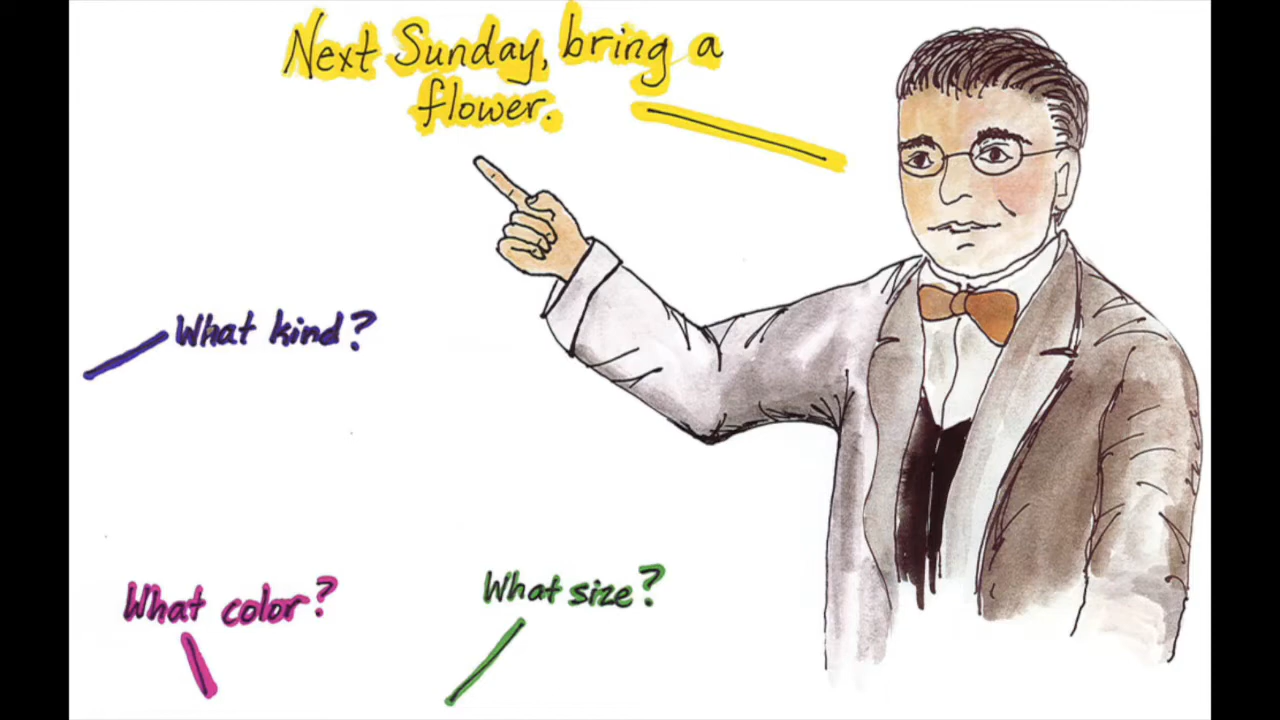 Next Sunday, bring a
flower.
What kind?
What color?
What size?